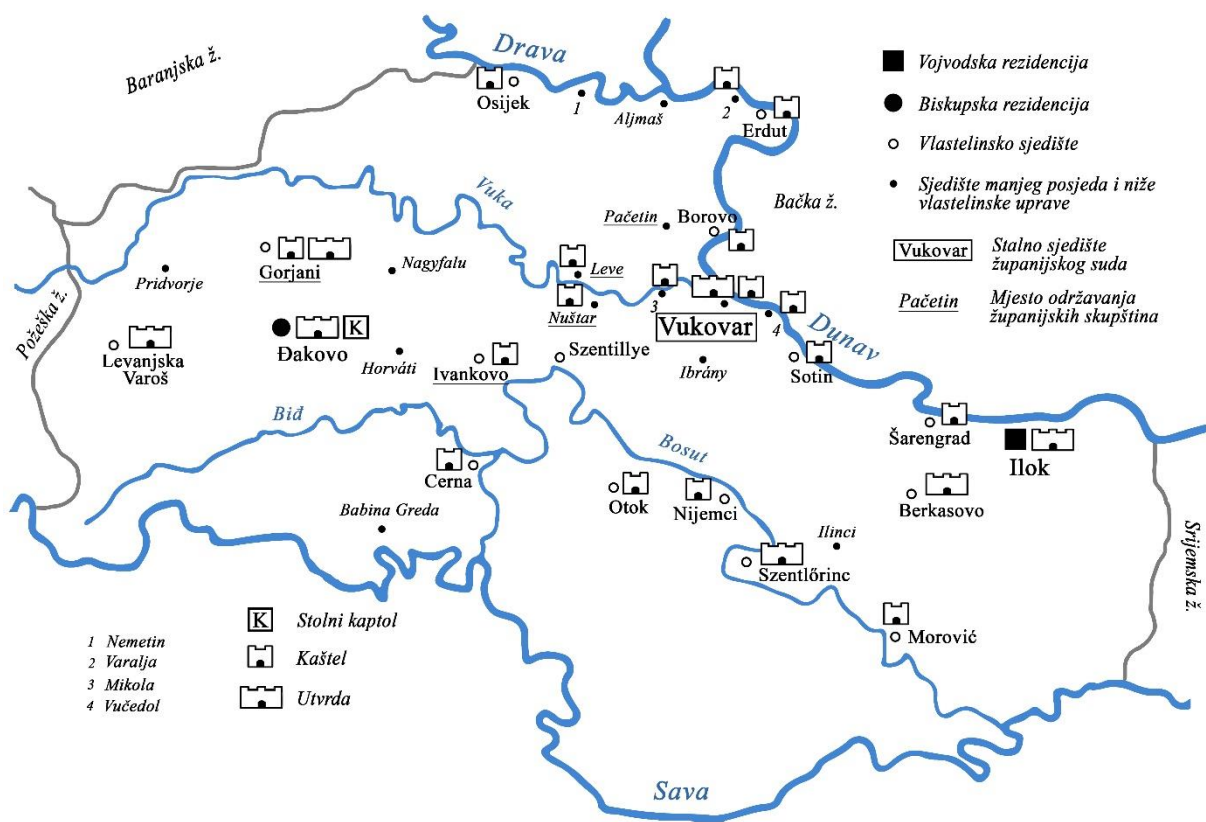 Baranjska ž.
Drava
Osijek
1
Aljmaš
2
Erdut
Vuka
Pačetin
Borovo
Bačka ž.
Požeška ž.
Pridvorje
Gorjani
Nagyfalu
Leve
Nuštar
3
Vukovar
4
Dunav
Levanjska
Varoš
K
Đakovo
Horváti
Ivankovo
Szentillye
Ibrány
Sotin
Šarengrad
Ilok
Biđ
Bosut
Cerna
Otok
Nijemci
Berkasovo
Babina Greda
Ilinci
Szentlőrinc
Morović
Srijemska ž.
Sava
Vojvodska rezidencija
Biskupska rezidencija
Vlastelinsko sjedište
Sjedište manjeg posjeda i niže
vlastelinske uprave
Vukovar Stalno sjedište
županijskog suda
Pačetin Mjesto održavanja
županijskih skupština
1 Nemetin
2 Varalja
3 Mikola
4 Vučedol
K Stolni kaptol
Kaštel
Utvrda